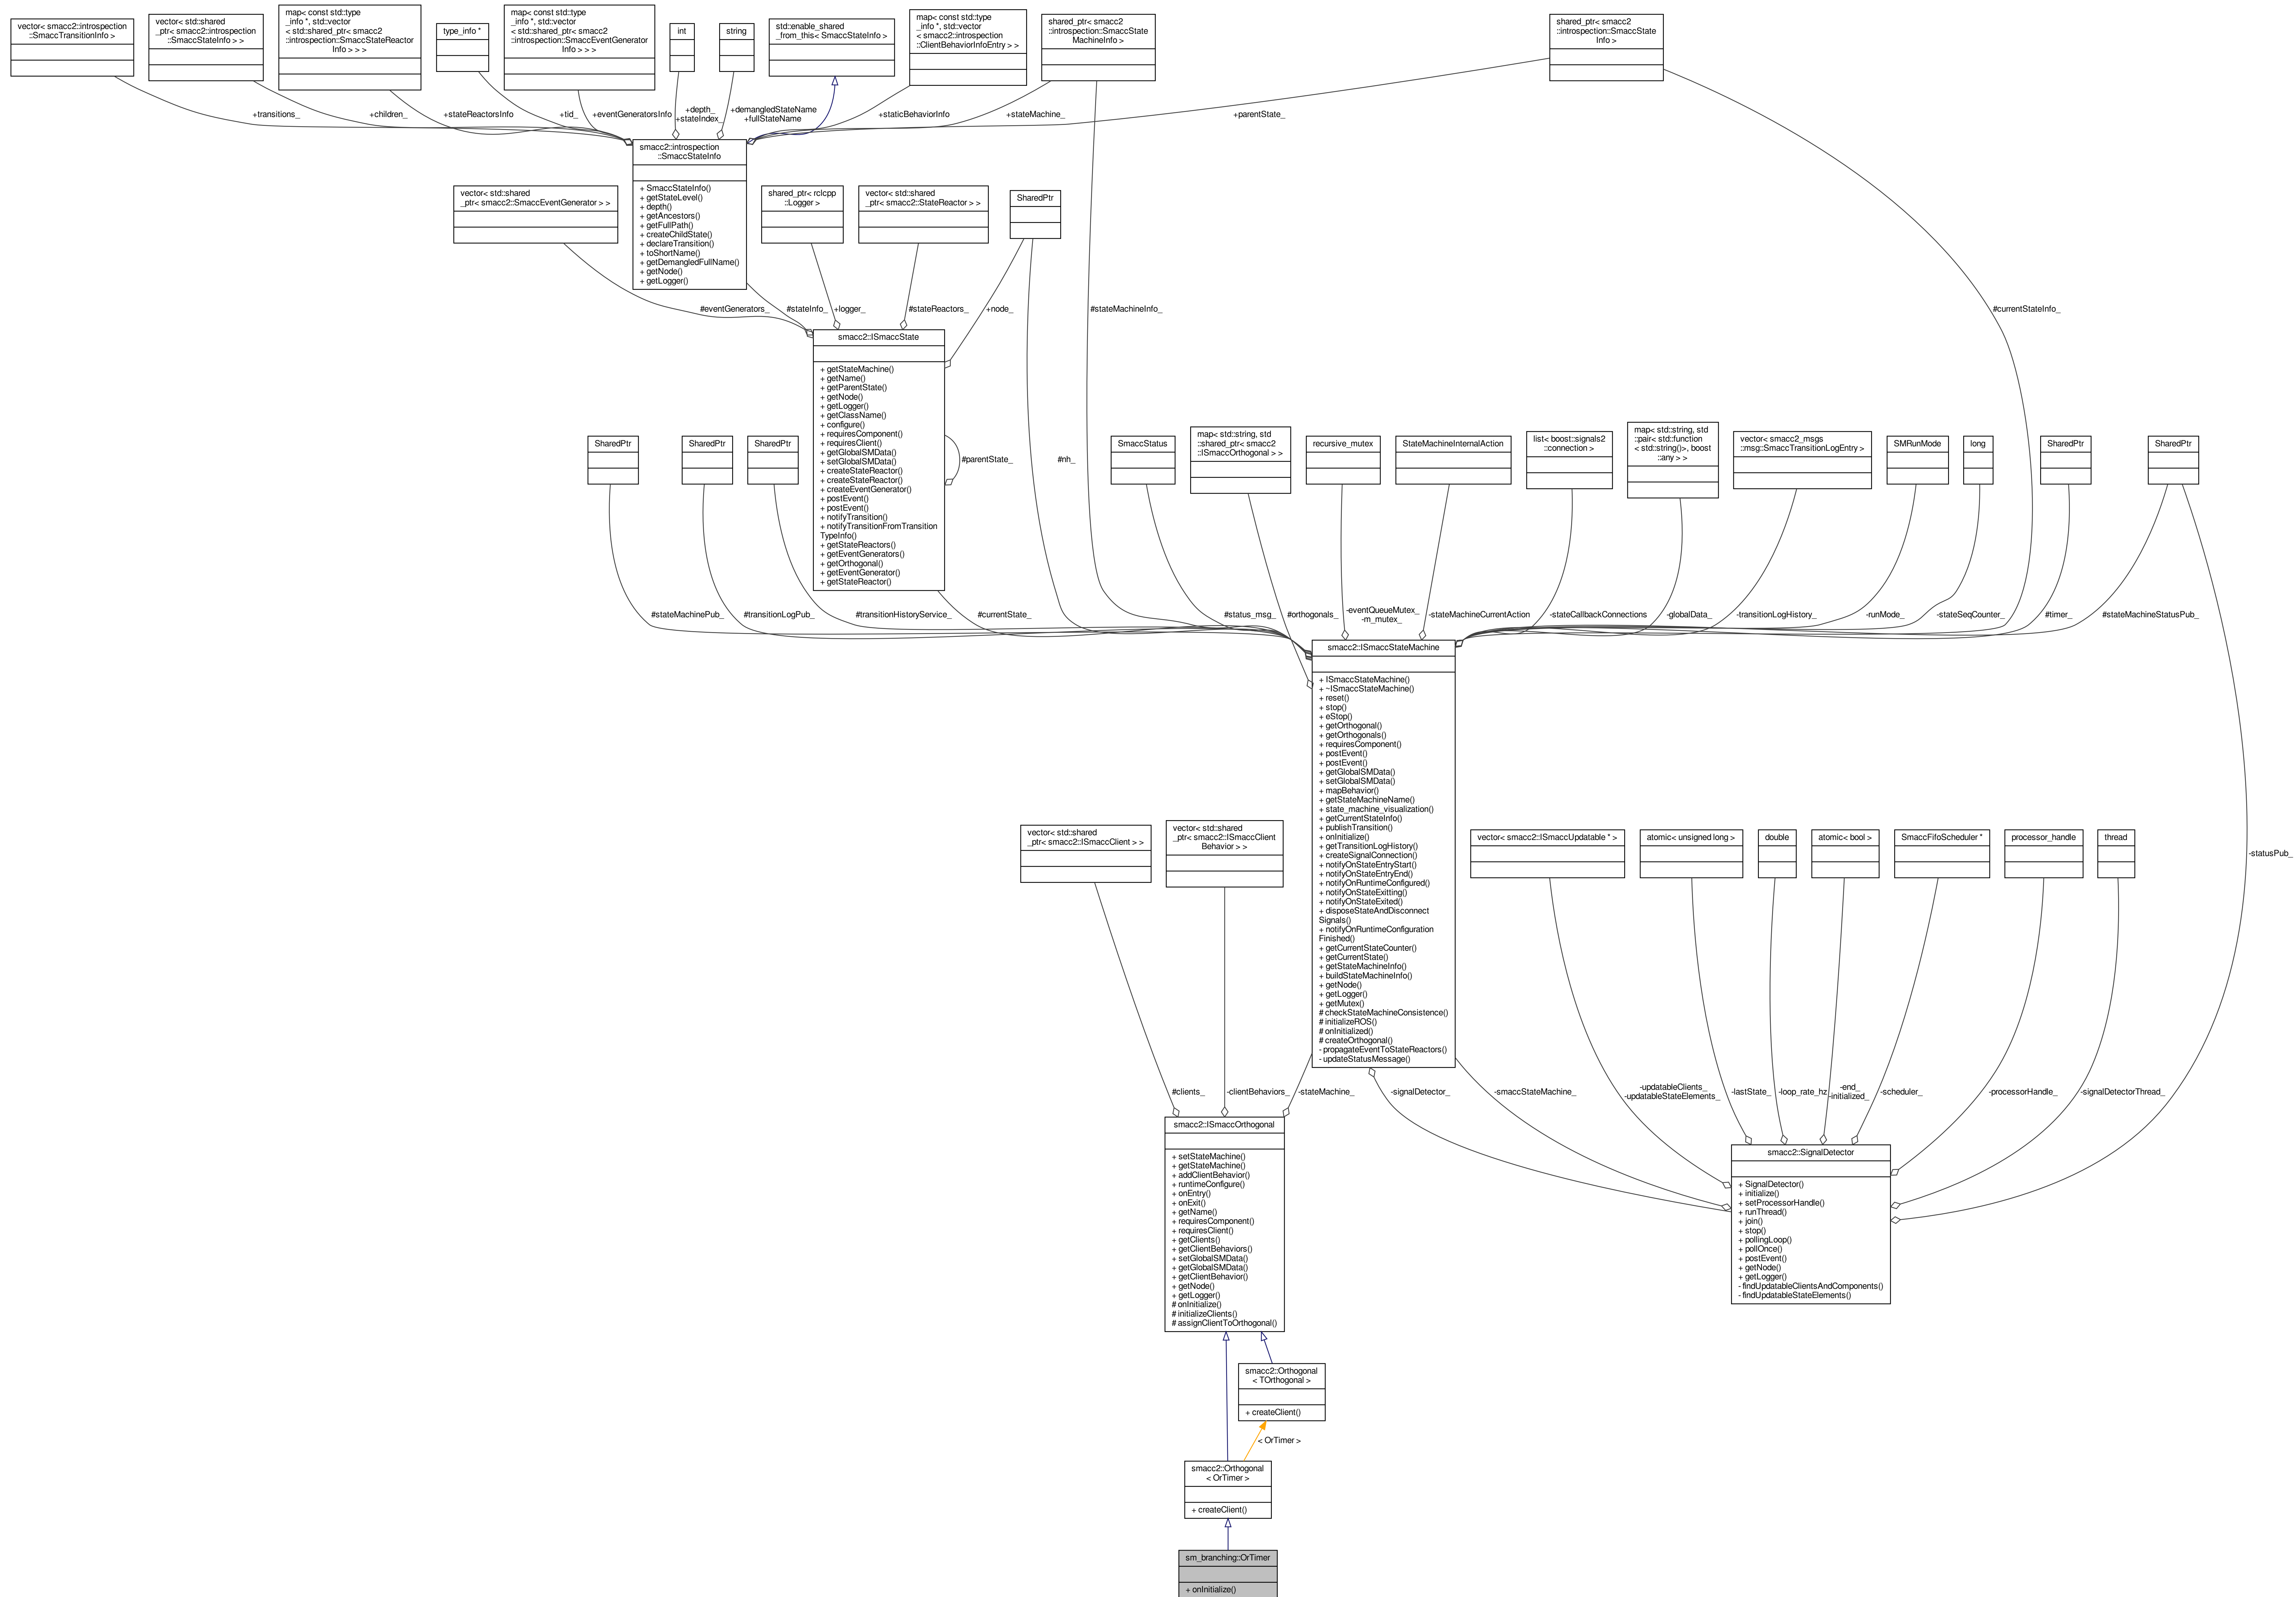 vector< smacc2::introspection
::SmaccTransitionInfo >
vector< std::shared
_ptr< smacc2::introspection
::SmaccStateInfo > >
map< const std::type
_info *, std::vector
< std::shared_ptr< smacc2
::introspection::SmaccStateReactor
Info > > >
type_info *
map< const std::type
_info *, std::vector
< std::shared_ptr< smacc2
::introspection::SmaccEventGenerator
Info > > >
int
string
std::enable_shared
_from_this< SmaccStateInfo >
map< const std::type
_info *, std::vector
< smacc2::introspection
::ClientBehaviorInfoEntry > >
shared_ptr< smacc2
::introspection::SmaccState
MachineInfo >
shared_ptr< smacc2
::introspection::SmaccState
Info >
+transitions_
+children_
+stateReactorsInfo
+tid_
+eventGeneratorsInfo
+depth_
+stateIndex_
+demangledStateName
+fullStateName
+staticBehaviorInfo
+stateMachine_
+parentState_
smacc2::introspection
::SmaccStateInfo
+ SmaccStateInfo()
+ getStateLevel()
+ depth()
+ getAncestors()
+ getFullPath()
+ createChildState()
+ declareTransition()
+ toShortName()
+ getDemangledFullName()
+ getNode()
+ getLogger()
vector< std::shared
_ptr< smacc2::SmaccEventGenerator > >
shared_ptr< rclcpp
::Logger >
vector< std::shared
_ptr< smacc2::StateReactor > >
SharedPtr
#eventGenerators_
#stateInfo_
+logger_
#stateReactors_
+node_
#stateMachineInfo_
#currentStateInfo_
smacc2::ISmaccState
+ getStateMachine()
+ getName()
+ getParentState()
+ getNode()
+ getLogger()
+ getClassName()
+ configure()
+ requiresComponent()
+ requiresClient()
+ getOrthogonal()
+ getGlobalSMData()
+ setGlobalSMData()
+ createStateReactor()
+ createStateReactor()
+ createEventGenerator()
+ postEvent()
+ postEvent()
+ notifyTransition()
+ notifyTransitionFromTransition
TypeInfo()
+ getStateReactors()
+ getEventGenerators()
+ getOrthogonal()
+ getEventGenerator()
+ getStateReactor()
#parentState_
#nh_
SharedPtr
SharedPtr
SharedPtr
SmaccStatus
map< std::string, std
::shared_ptr< smacc2
::ISmaccOrthogonal > >
recursive_mutex
StateMachineInternalAction
list< boost::signals2
::connection >
map< std::string, std
::pair< std::function
< std::string()>, boost
::any > >
vector< smacc2_msgs
::msg::SmaccTransitionLogEntry >
SMRunMode
long
SharedPtr
SharedPtr
#stateMachinePub_
#transitionLogPub_
#transitionHistoryService_
#currentState_
#status_msg_
#orthogonals_
-eventQueueMutex_
-m_mutex_
-stateMachineCurrentAction
-stateCallbackConnections
-globalData_
-transitionLogHistory_
-runMode_
-stateSeqCounter_
#timer_
#stateMachineStatusPub_
smacc2::ISmaccStateMachine
+ ISmaccStateMachine()
+ ~ISmaccStateMachine()
+ reset()
+ stop()
+ eStop()
+ getOrthogonal()
+ getOrthogonals()
+ requiresComponent()
+ postEvent()
+ postEvent()
+ getGlobalSMData()
+ setGlobalSMData()
+ mapBehavior()
+ getStateMachineName()
+ state_machine_visualization()
+ getCurrentStateInfo()
+ publishTransition()
+ onInitialize()
+ getTransitionLogHistory()
+ createSignalConnection()
+ notifyOnStateEntryStart()
+ notifyOnStateEntryEnd()
+ notifyOnRuntimeConfigured()
+ notifyOnStateExitting()
+ notifyOnStateExited()
+ disposeStateAndDisconnect
Signals()
+ notifyOnRuntimeConfiguration
Finished()
+ getCurrentStateCounter()
+ getCurrentState()
+ getStateMachineInfo()
+ buildStateMachineInfo()
+ getNode()
+ getLogger()
+ getMutex()
# checkStateMachineConsistence()
# initializeROS()
# onInitialized()
# createOrthogonal()
- propagateEventToStateReactors()
- updateStatusMessage()
vector< std::shared
_ptr< smacc2::ISmaccClient > >
vector< std::shared
_ptr< smacc2::ISmaccClient
Behavior > >
vector< smacc2::ISmaccUpdatable * >
atomic< unsigned long >
double
atomic< bool >
SmaccFifoScheduler *
processor_handle
thread
-statusPub_
#clients_
-clientBehaviors_
-stateMachine_
-signalDetector_
-smaccStateMachine_
-updatableClients_
-updatableStateElements_
-lastState_
-loop_rate_hz
-end_
-initialized_
-scheduler_
-processorHandle_
-signalDetectorThread_
smacc2::ISmaccOrthogonal
+ setStateMachine()
+ getStateMachine()
+ addClientBehavior()
+ runtimeConfigure()
+ onEntry()
+ onExit()
+ getName()
+ requiresComponent()
+ requiresClient()
+ getClients()
+ getClientBehaviors()
+ setGlobalSMData()
+ getGlobalSMData()
+ getClientBehavior()
+ getNode()
+ getLogger()
# onInitialize()
# initializeClients()
# assignClientToOrthogonal()
smacc2::SignalDetector
+ SignalDetector()
+ initialize()
+ setProcessorHandle()
+ runThread()
+ join()
+ stop()
+ pollingLoop()
+ pollOnce()
+ postEvent()
+ getNode()
+ getLogger()
- findUpdatableClientsAndComponents()
- findUpdatableStateElements()
smacc2::Orthogonal
< TOrthogonal >
+ createClient()
< OrTimer >
smacc2::Orthogonal
< OrTimer >
+ createClient()
sm_branching::OrTimer
+ onInitialize()